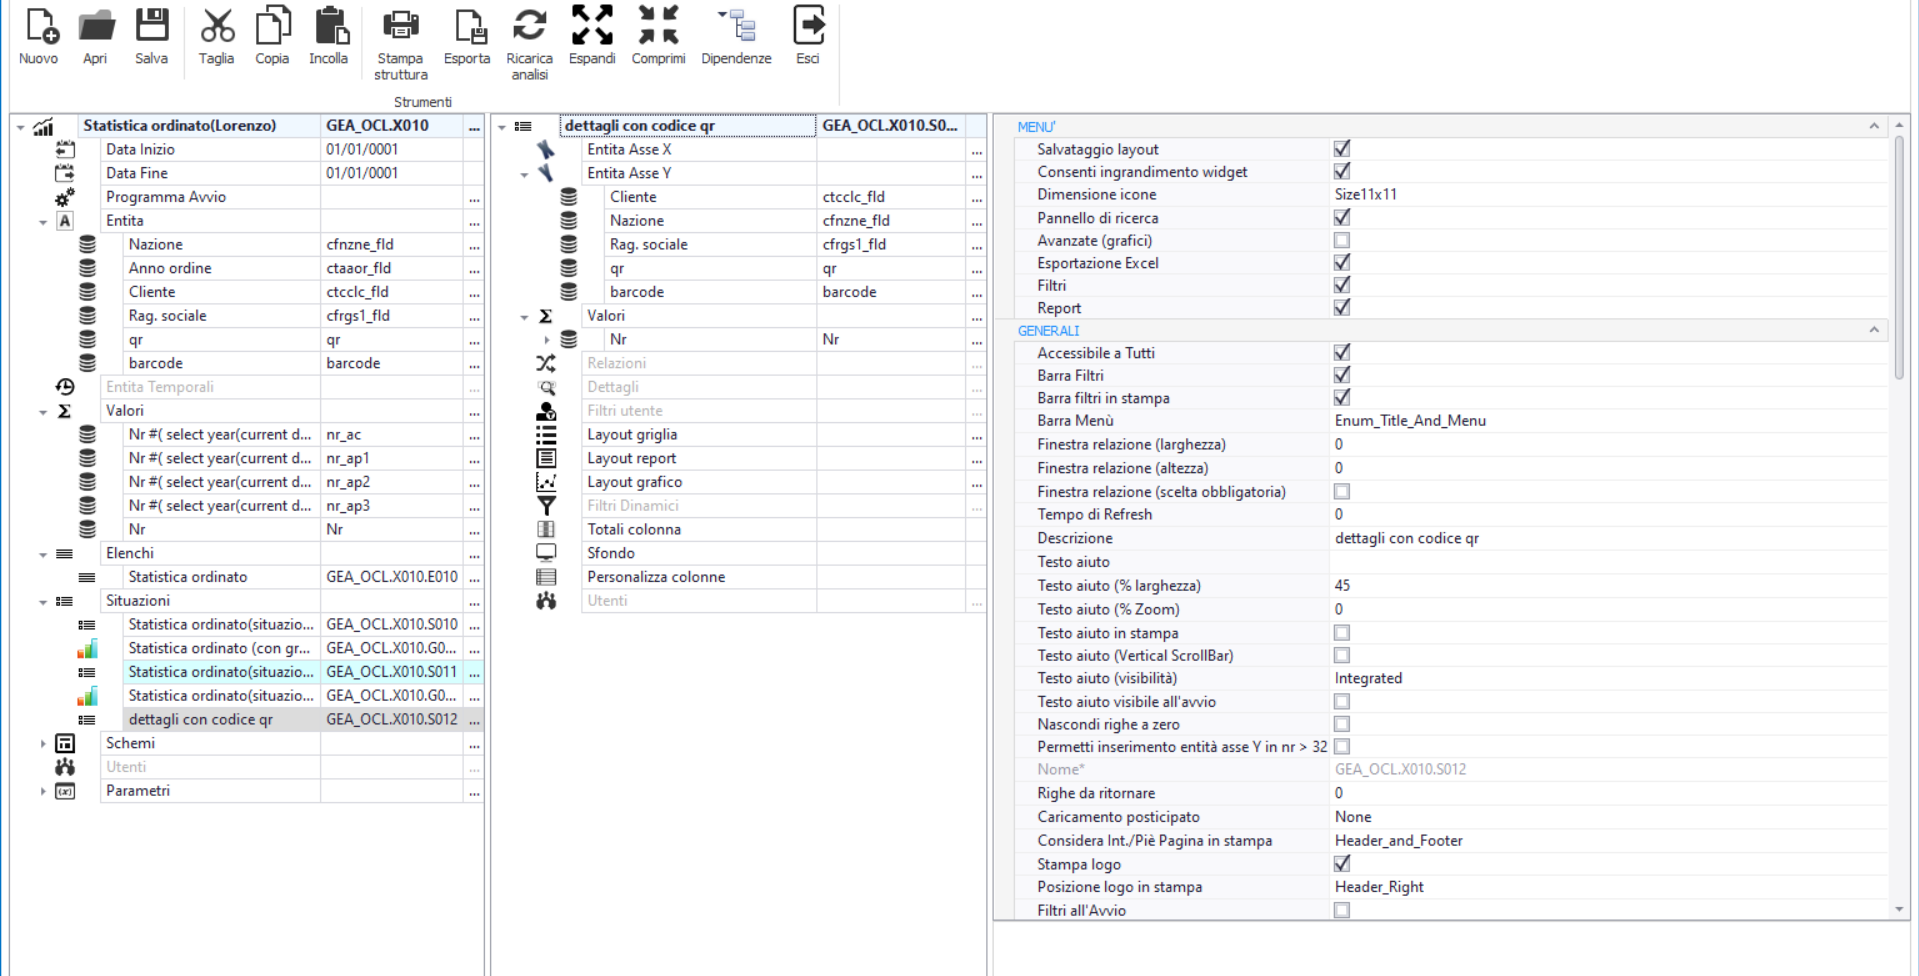 Nuovo Apri Salva Taglia Copia Incolla Stampa struttura Esporta Ricarica analisi Espandi Comprimi Dipendenze Esci
Strumenti
Statistica ordinato(Lorenzo) GEA_OCL.X010 ...
Data Inizio 01/01/0001
Data Fine 01/01/0001
Programma Avvio ...
A Entita ...
Nazione cfnzne_fld ...
Anno ordine ctaaor_fld ...
Cliente ctcclc_fld ...
Rag. sociale cfrgs1_fld ...
qr qr ...
barcode barcode ...
Entita Temporali ...
Σ Valori ...
Nr #( select year(current d... nr_ac ...
Nr #( select year(current d... nr_ap1 ...
Nr #( select year(current d... nr_ap2 ...
Nr #( select year(current d... nr_ap3 ...
Nr Nr ...
Elenchi ...
Statistica ordinato GEA_OCL.X010.E010 ...
Situazioni ...
Statistica ordinato(situazio... GEA_OCL.X010.S010 ...
Statistica ordinato (con gr... GEA_OCL.X010.G0... ...
Statistica ordinato(situazio... GEA_OCL.X010.S011 ...
Statistica ordinato(situazio... GEA_OCL.X010.G0... ...
dettagli con codice qr GEA_OCL.X010.S012 ...
Schemi ...
Utenti ...
(x) Parametri ...
dettagli con codice qr GEA_OCL.X010.S0...
Entita Asse X ...
Entita Asse Y ...
Cliente ctcclc_fld ...
Nazione cfnzne_fld ...
Rag. sociale cfrgs1_fld ...
qr qr ...
barcode barcode ...
Σ Valori ...
Nr Nr ...
Relazioni ...
Dettagli ...
Filtri utente ...
Layout griglia ...
Layout report ...
Layout grafico ...
Filtri Dinamici ...
Totali colonna
Sfondo
Personalizza colonne
Utenti ...
MENU'
Salvataggio layout
Consenti ingrandimento widget
Dimensione icone Size11x11
Pannello di ricerca
Avanzate (grafici)
Esportazione Excel
Filtri
Report
GENERALI
Accessibile a Tutti
Barra Filtri
Barra filtri in stampa
Barra Menù Enum_Title_And_Menu
Finestra relazione (larghezza) 0
Finestra relazione (altezza) 0
Finestra relazione (scelta obbligatoria)
Tempo di Refresh 0
Descrizione dettagli con codice qr
Testo aiuto
Testo aiuto (% larghezza) 45
Testo aiuto (% Zoom) 0
Testo aiuto in stampa
Testo aiuto (Vertical ScrollBar)
Testo aiuto (visibilità) Integrated
Testo aiuto visibile all'avvio
Nascondi righe a zero
Permetti inserimento entità asse Y in nr > 32
Nome* GEA_OCL.X010.S012
Righe da ritornare 0
Caricamento posticipato None
Considera Int./Piè Pagina in stampa Header_and_Footer
Stampa logo
Posizione logo in stampa Header_Right
Filtri all'Avvio